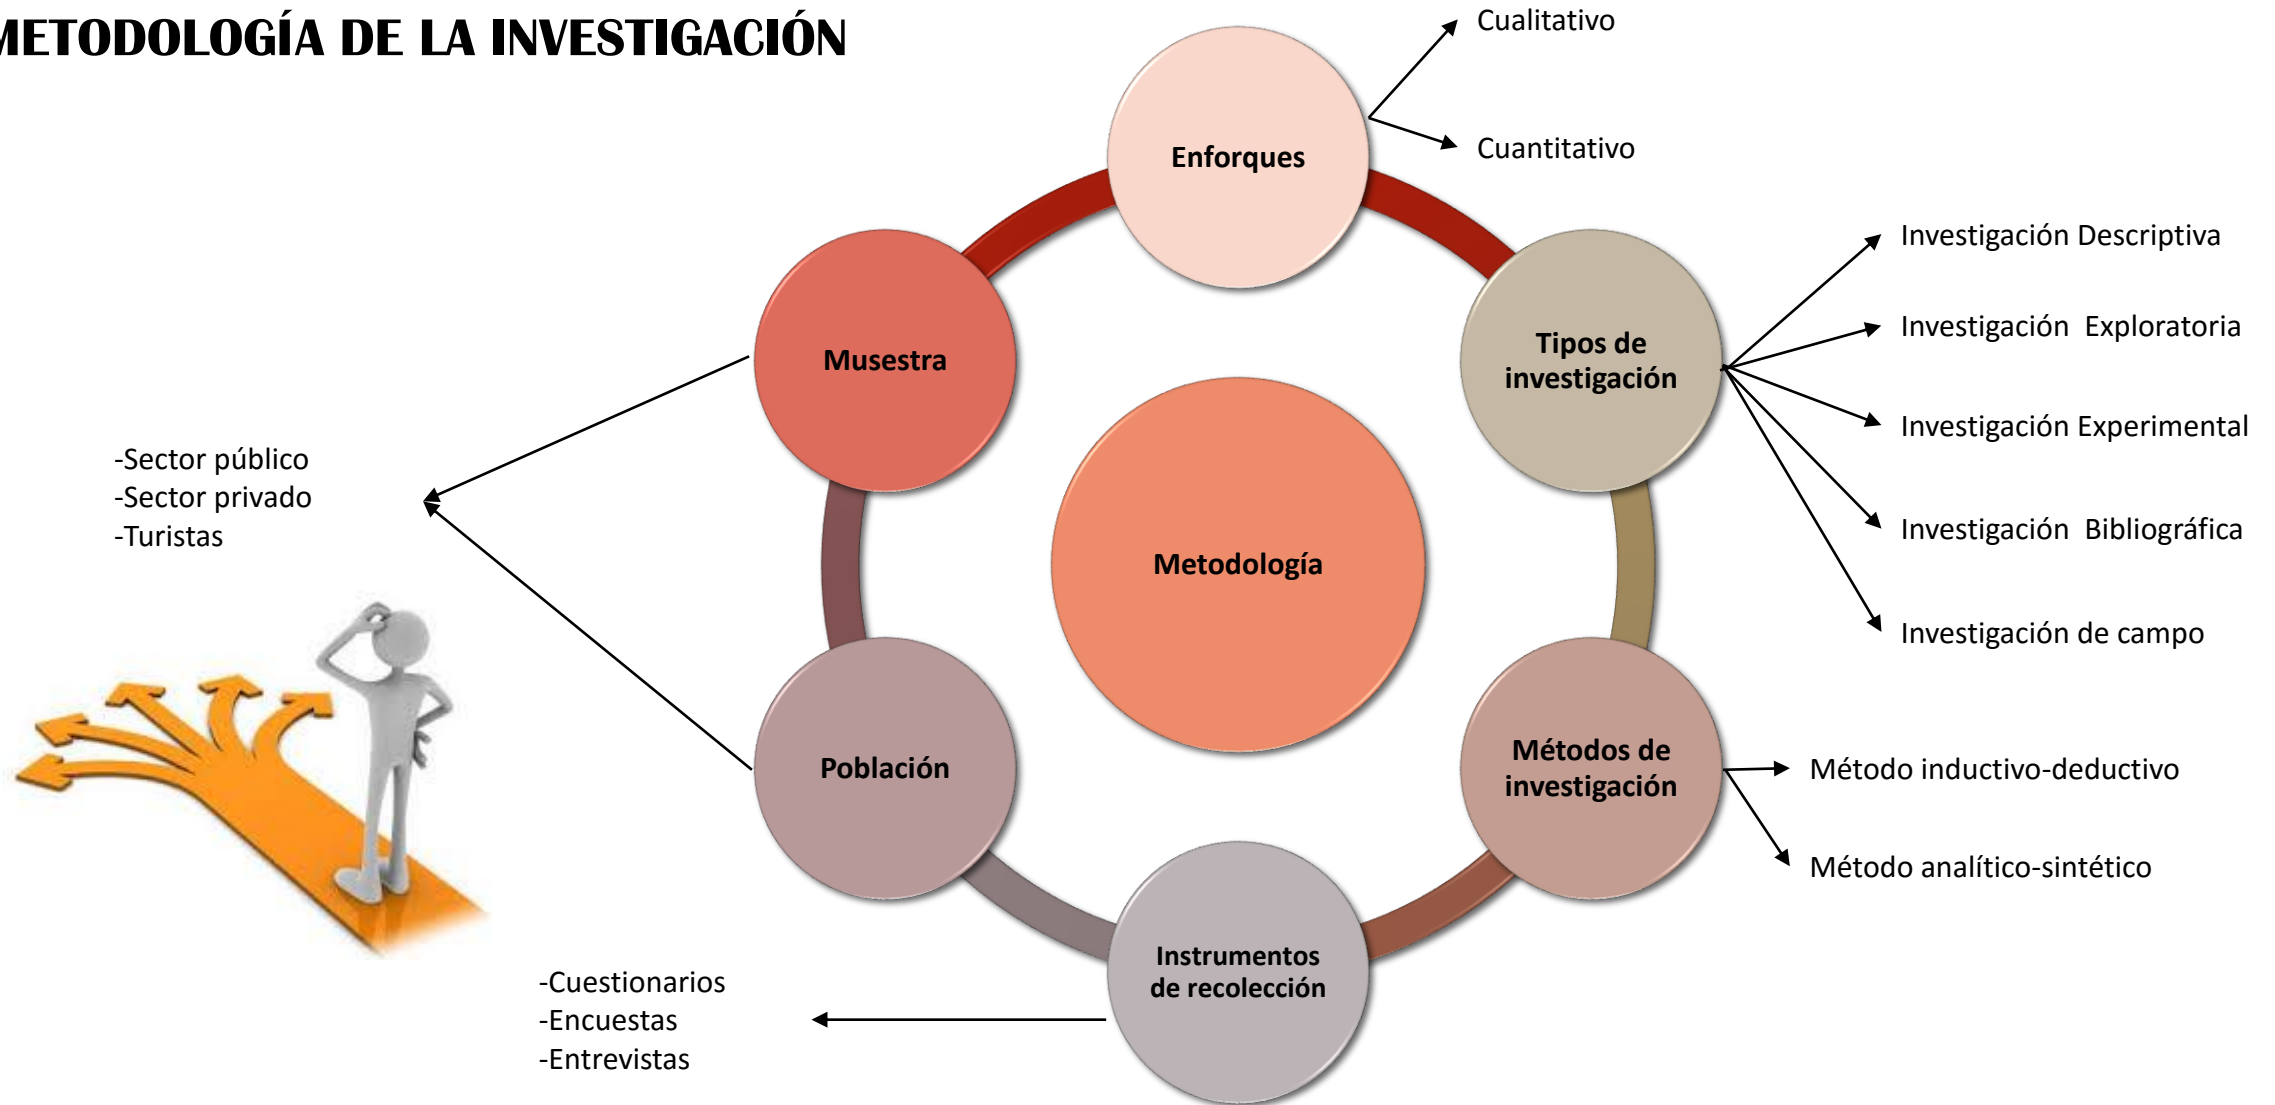 METODOLOGÍA DE LA INVESTIGACIÓN
Cualitativo
Cuantitativo
Enforques
Investigación Descriptiva
Investigación  Exploratoria
Investigación Experimental
Investigación  Bibliográfica
Investigación de campo
Tipos de
investigación
Musestra
-Sector público
-Sector privado
-Turistas
Metodología
Población
Métodos de
investigación
Método inductivo-deductivo
Método analítico-sintético
Instrumentos
de recolección
-Cuestionarios
-Encuestas
-Entrevistas